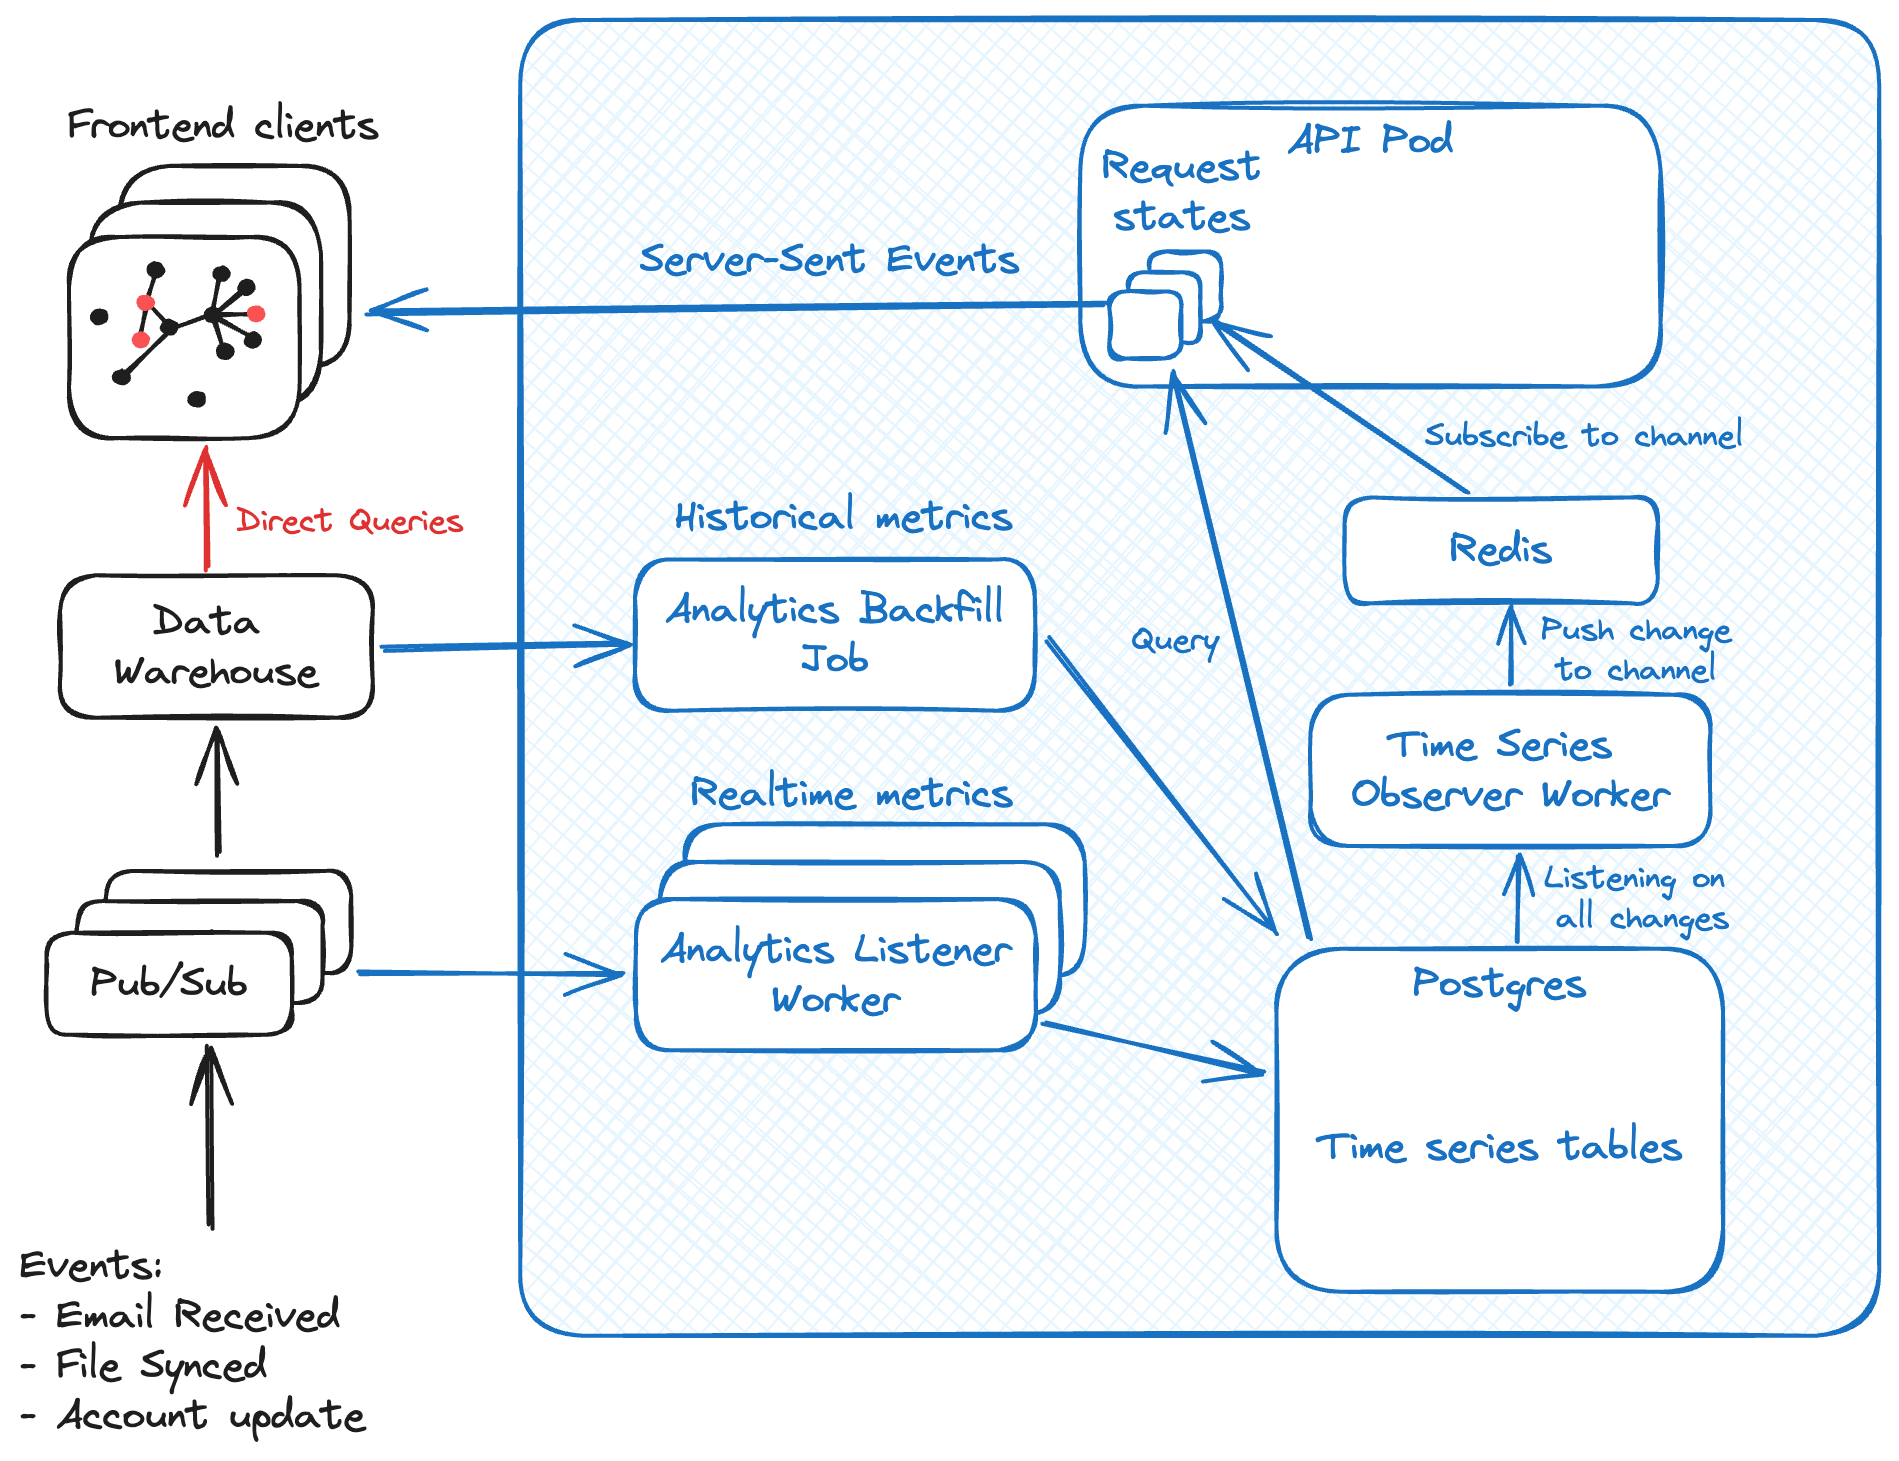 Frontend clients
API Pod
Request
states
Server-Sent Events
Subscribe to channel
Direct Queries
Historical metrics
Redis
Analytics Backfill
Job
Data
Warehouse
Query
Push change
to channel
Time Series
Observer Worker
Realtime metrics
Listening on
all changes
Analytics Listener
Worker
Pub/Sub
Postgres
Time series tables
Events:
- Email Received
- File Synced
- Account update